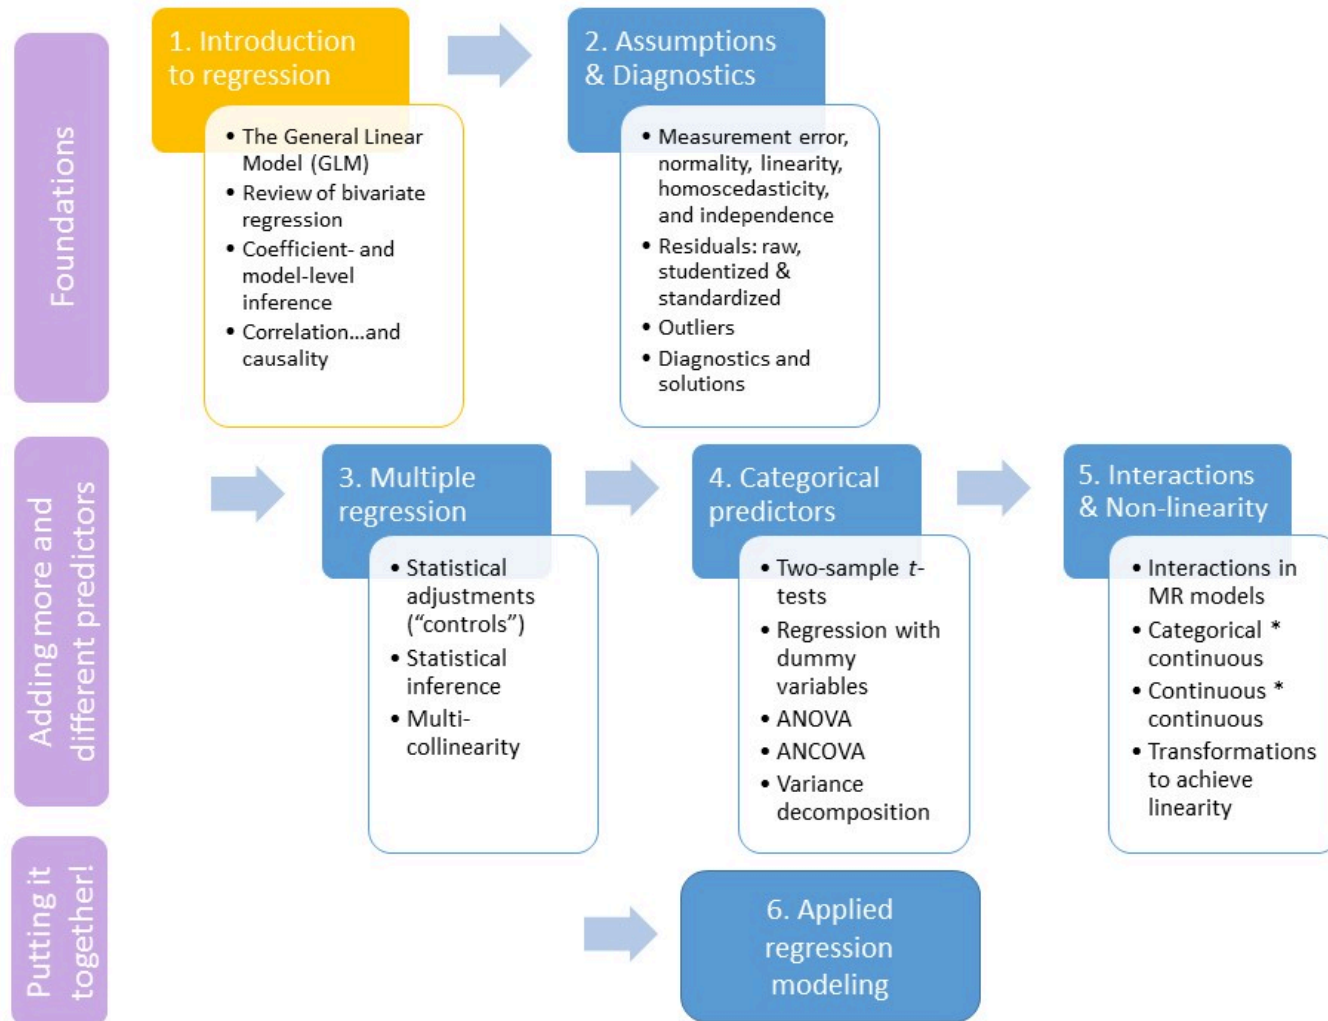 Foundations
1. Introduction
to regression
• The General Linear
Model (GLM)
• Review of bivariate
regression
• Coefficient- and
model-level
inference
• Correlation...and
causality
2. Assumptions
& Diagnostics
• Measurement error,
normality, linearity,
homoscedasticity,
and independence
• Residuals: raw,
studentized &
standardized
• Outliers
• Diagnostics and
solutions
Adding more and
different predictors
3. Multiple
regression
• Statistical
adjustments
(“controls”)
• Statistical
inference
• Multi-
collinearity
4. Categorical
predictors
• Two-sample t-
tests
• Regression with
dummy
variables
• ANOVA
• ANCOVA
• Variance
decomposition
5. Interactions
& Non-linearity
• Interactions in
MR models
• Categorical *
continuous
• Continuous *
continuous
• Transformations
to achieve
linearity
Putting it
together!
6. Applied
regression
modeling